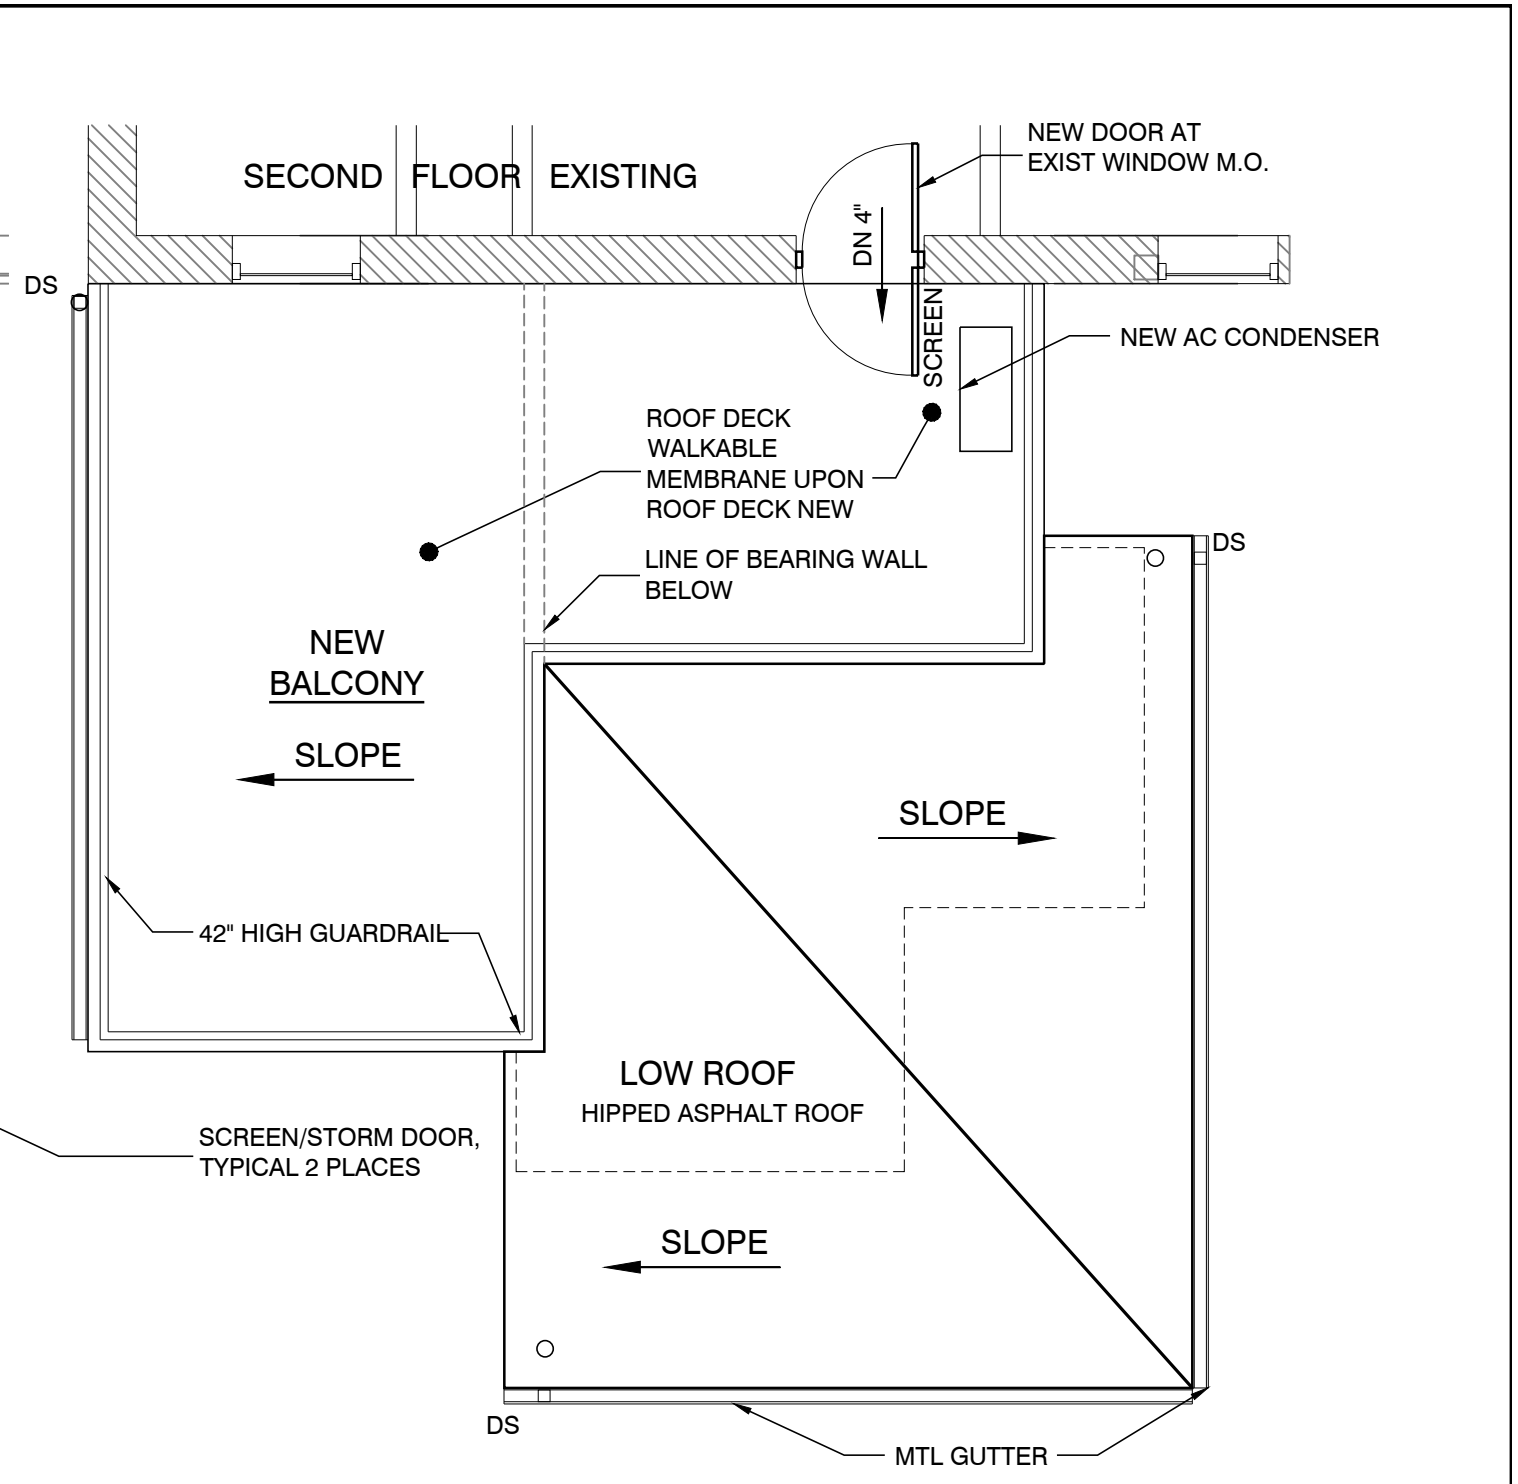 NEW DOOR AT
EXIST WINDOW M.O.
SECOND FLOOR EXISTING
DN 4"
DS
SCREEN
NEW AC CONDENSER
ROOF DECK
WALKABLE
MEMBRANE UPON
ROOF DECK NEW
DS
LINE OF BEARING WALL
BELOW
NEW
BALCONY
SLOPE
SLOPE
42" HIGH GUARDRAIL
LOW ROOF
HIPPED ASPHALT ROOF
SCREEN/STORM DOOR,
TYPICAL 2 PLACES
SLOPE
DS
MTL GUTTER